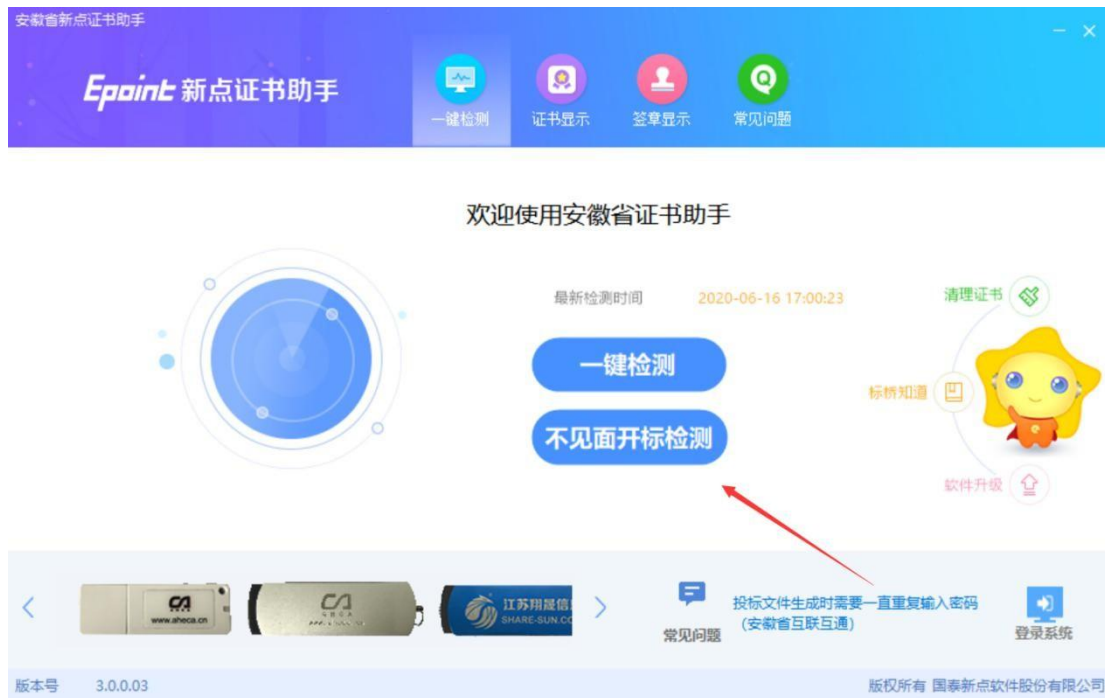 安徽省新点证书助手
Epoint 新点证书助手
一键检测
证书显示
签章显示
常见问题
欢迎使用安徽省证书助手
最新检测时间 2020-06-16 17:00:23
清理证书
一键检测
标桥知道
不见面开标检测
软件升级
CA
www.aheca.cn
CA
江苏翔晟信
SHARE-SUN.CO
常见问题
投标文件生成时需要一直重复输入密码
(安徽省互联互通)
登录系统
版本号 3.0.0.03
版权所有 国泰新点软件股份有限公司